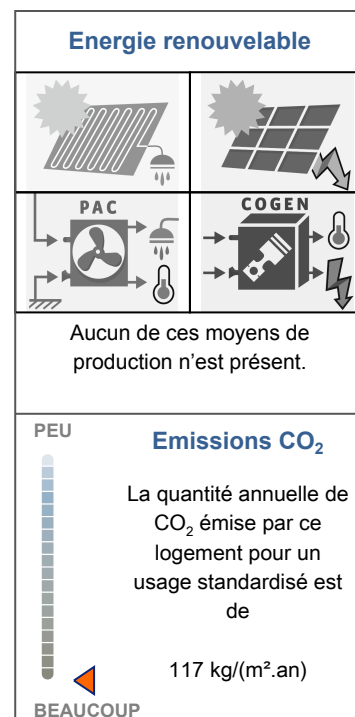 Energie renouvelable
PAC
COGEN
Aucun de ces moyens de
production n’est présent.
PEU
Emissions CO₂
La quantité annuelle de
CO₂ émise par ce
logement pour un
usage standardisé est
de
117 kg/(m².an)
BEAUCOUP